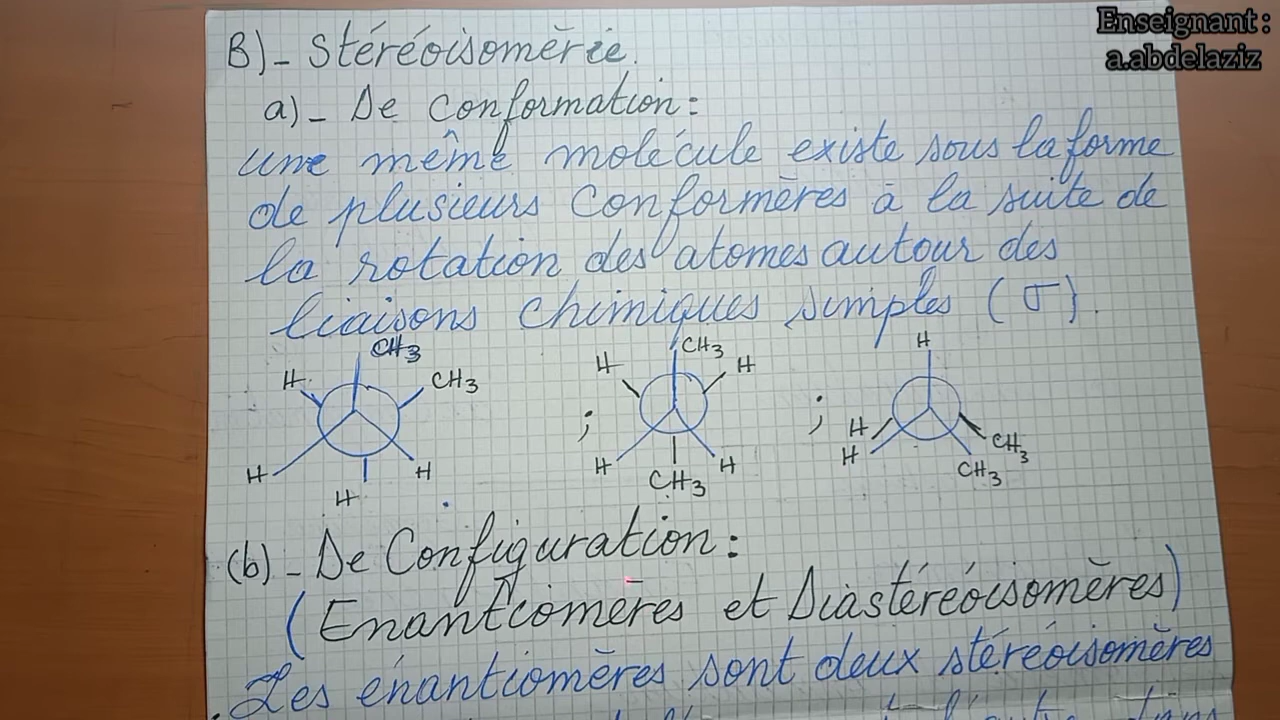 Enseignant :
a.abdelaziz
B)- Stéréoisomèrie.
a)- De Conformation :
une même molécule existe sous la forme
de plusieurs Conformères à la suite de
la rotation des atomes autour des
liaisons chimiques simples (σ).
CH3 H CH3 H H H
; H CH3 H H CH3 H
; H H H CH3 CH3
(b)- De Configuration :
(Enantiomères et Diastéréoisomères)
Les énantiomères sont deux stéréoisomères